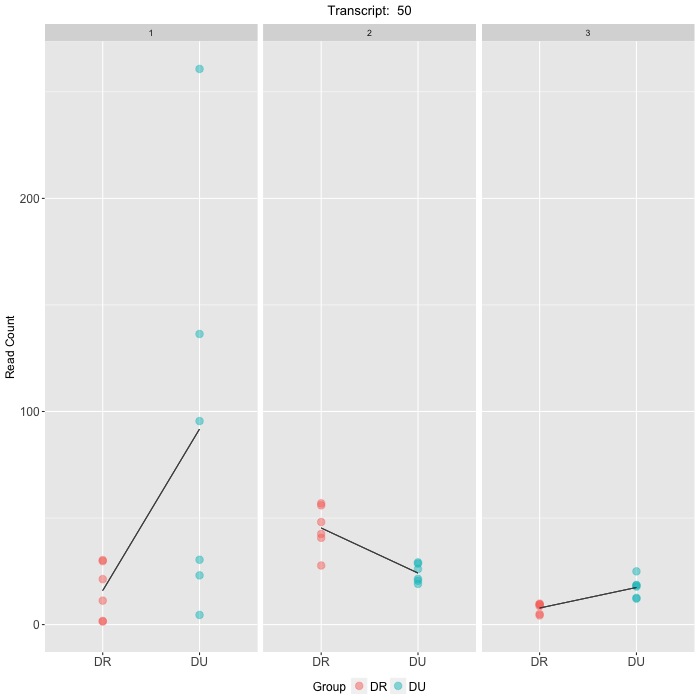 Transcript: 50
1 2 3
200
100
0
Read Count
DR DU DR DU DR DU
Group DR DU